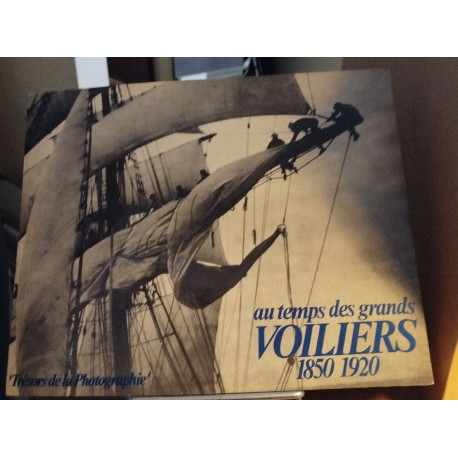 au temps des grands
VOILIERS
1850 1920
'Trésors de la Photographie'